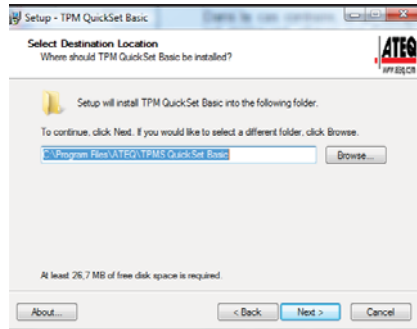 Setup - TPM QuickSet Basic
Select Destination Location
Where should TPM QuickSet Basic be installed?
ATEQ
Setup will install TPM QuickSet Basic into the following folder.
To continue, click Next. If you would like to select a different folder, click Browse.
C:\Program Files\ATEQ\TPMS QuickSet Basic
Browse...
At least 26,7 MB of free disk space is required.
About...
< Back
Next >
Cancel